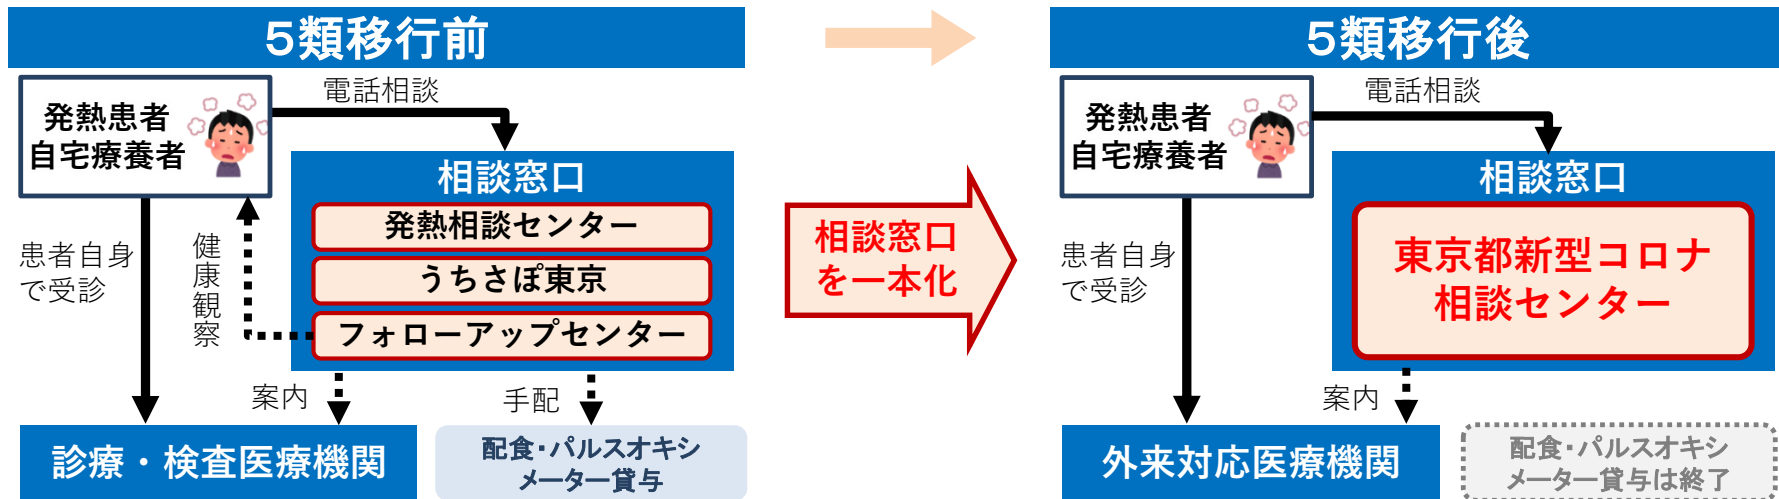 ５類移行前
発熱患者
自宅療養者
電話相談
相談窓口
発熱相談センター
うちさぽ東京
フォローアップセンター
患者自身
で受診
健康観察
案内
手配
診療・検査医療機関
配食・パルスオキシ
メーター貸与
相談窓口
を一本化
５類移行後
発熱患者
自宅療養者
電話相談
相談窓口
東京都新型コロナ
相談センター
患者自身
で受診
案内
外来対応医療機関
配食・パルスオキシ
メーター貸与は終了